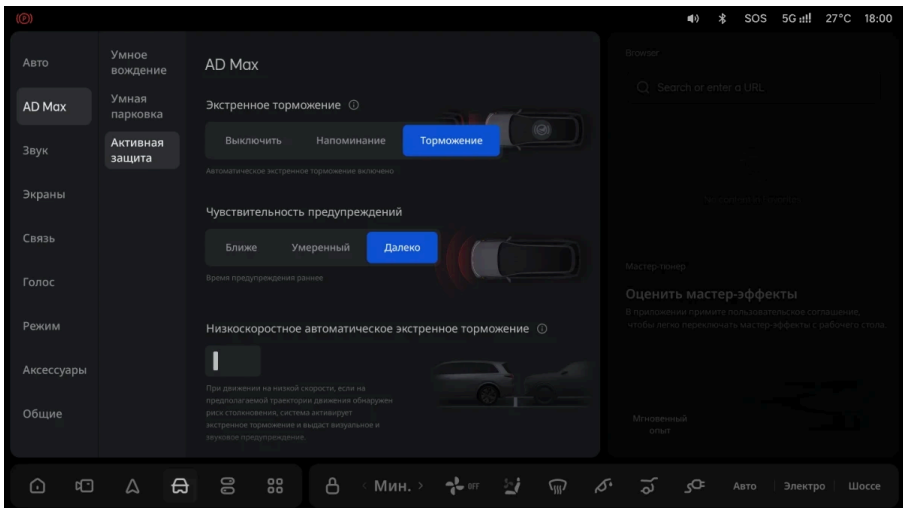 (P)
SOS
5G
27°C
18:00
Авто
AD Max
Звук
Экраны
Связь
Голос
Режим
Аксессуары
Общие
Умное
вождение
Умная
парковка
Активная
защита
AD Max
Экстренное торможение
Выключить
Напоминание
Торможение
Автоматическое экстренное торможение включено
Чувствительность предупреждений
Ближе
Умеренный
Далеко
Время предупреждения раннее
Низкоскоростное автоматическое экстренное торможение
При движении на низкой скорости, если на
предполагаемой траектории движения обнаружен
риск столкновения, система активирует
экстренное торможение и выдаст визуальное и
звуковое предупреждение.
Browser
Search or enter a URL
Мастер-тюнер
Оценить мастер-эффекты
В приложении примите пользовательское соглашение,
чтобы легко переключать мастер-эффекты с рабочего стола.
Мгновенный
опыт
Мин.
OFF
Авто
Электро
Шоссе